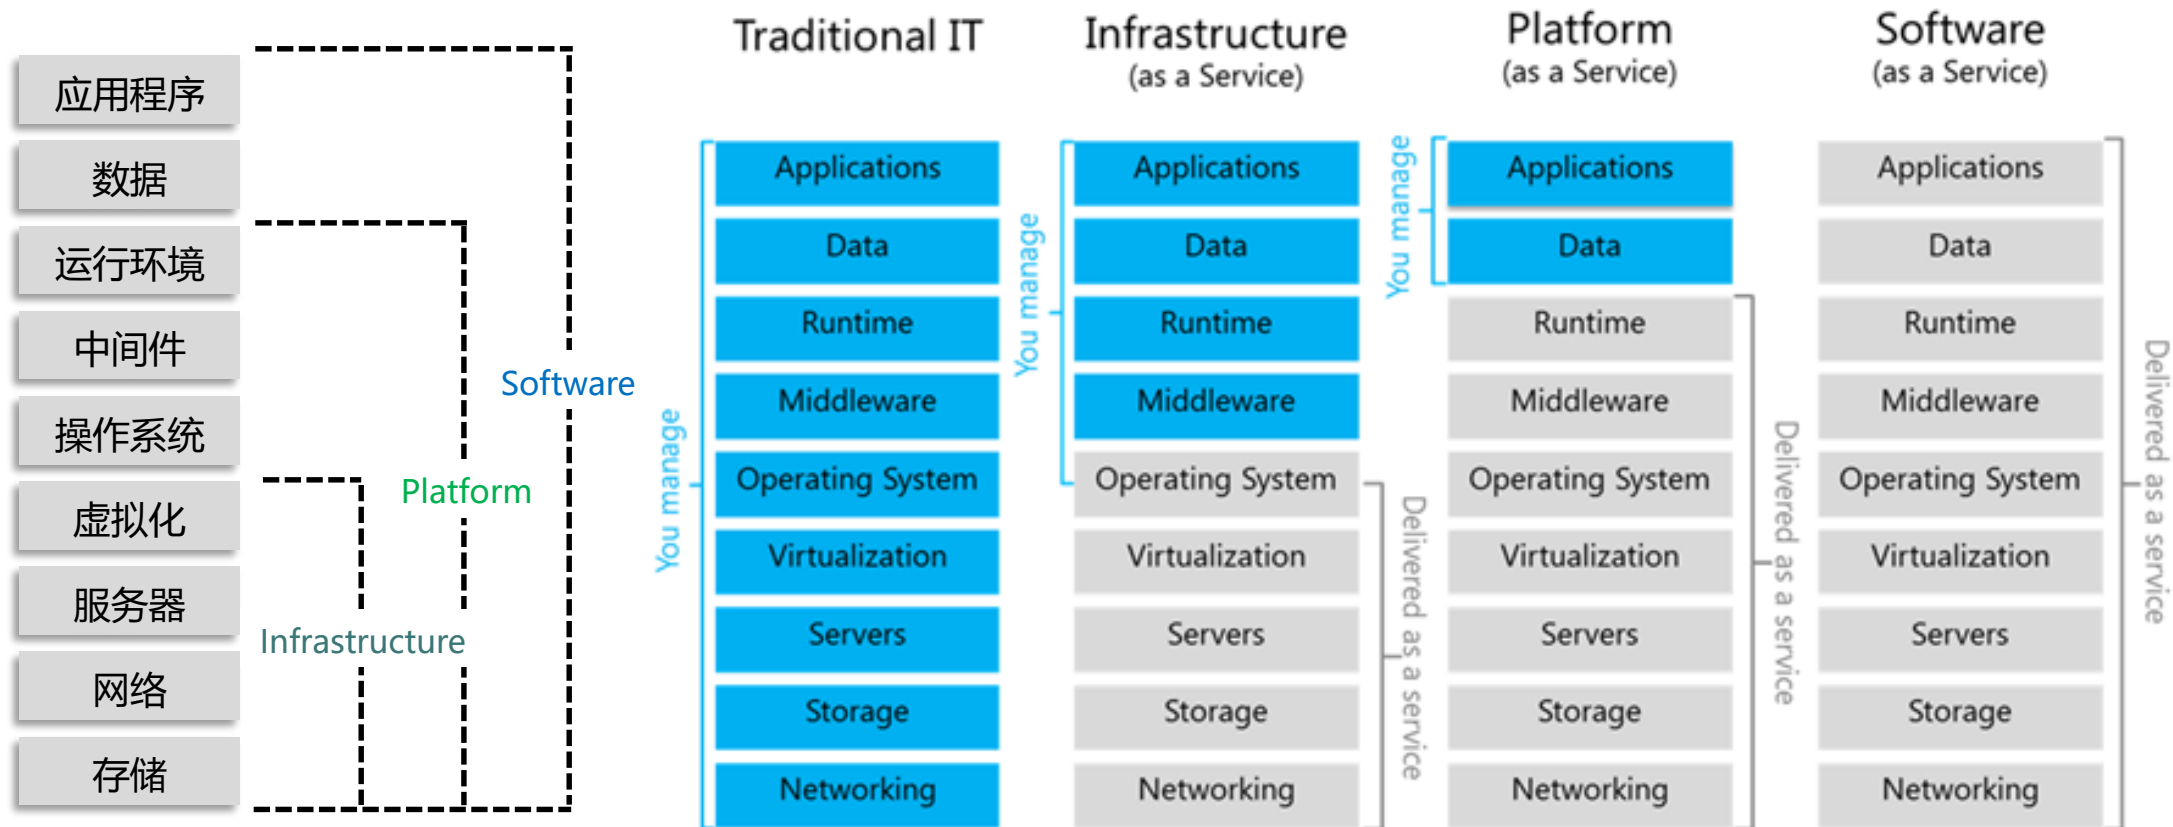 应用程序
数据
运行环境
中间件
操作系统
虚拟化
服务器
网络
存储
Software
Platform
Infrastructure
Traditional IT
You manage
Applications
Data
Runtime
Middleware
Operating System
Virtualization
Servers
Storage
Networking
Infrastructure
(as a Service)
You manage
Applications
Data
Runtime
Middleware
Operating System
Virtualization
Servers
Storage
Networking
Delivered as a service
Platform
(as a Service)
You manage
Applications
Data
Runtime
Middleware
Operating System
Virtualization
Servers
Storage
Networking
Delivered as a service
Software
(as a Service)
Applications
Data
Runtime
Middleware
Operating System
Virtualization
Servers
Storage
Networking
Delivered as a service